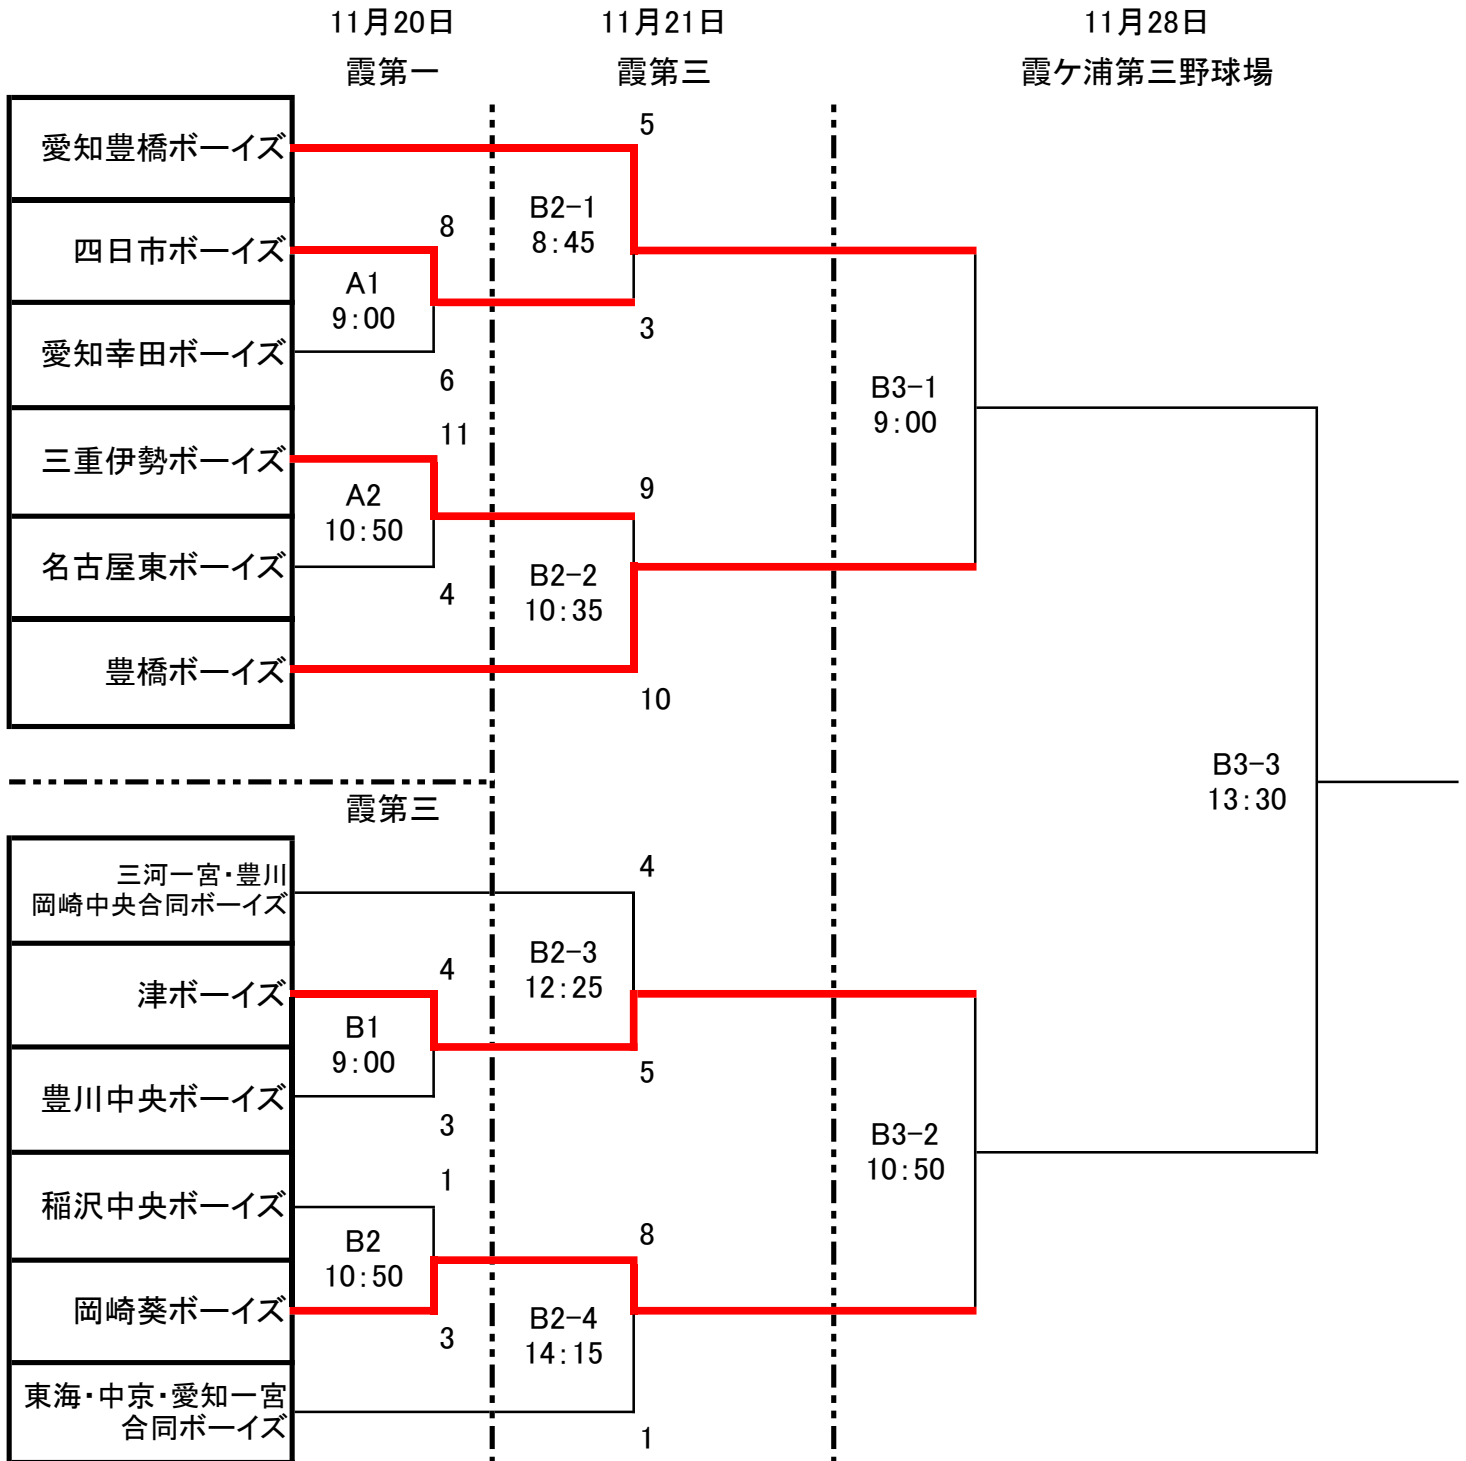 11月20日
11月21日
11月28日
霞第一
霞第三
霞ケ浦第三野球場
愛知豊橋ボーイズ
5
B2-1
8:45
8
四日市ボーイズ
A1
9:00
3
愛知幸田ボーイズ
6
B3-1
9:00
11
三重伊勢ボーイズ
9
A2
10:50
名古屋東ボーイズ
B2-2
10:35
4
豊橋ボーイズ
10
B3-3
13:30
霞第三
三河一宮・豊川
岡崎中央合同ボーイズ
4
B2-3
12:25
4
津ボーイズ
B1
9:00
5
豊川中央ボーイズ
3
B3-2
10:50
1
稲沢中央ボーイズ
8
B2
10:50
岡崎葵ボーイズ
B2-4
14:15
3
東海・中京・愛知一宮
合同ボーイズ
1